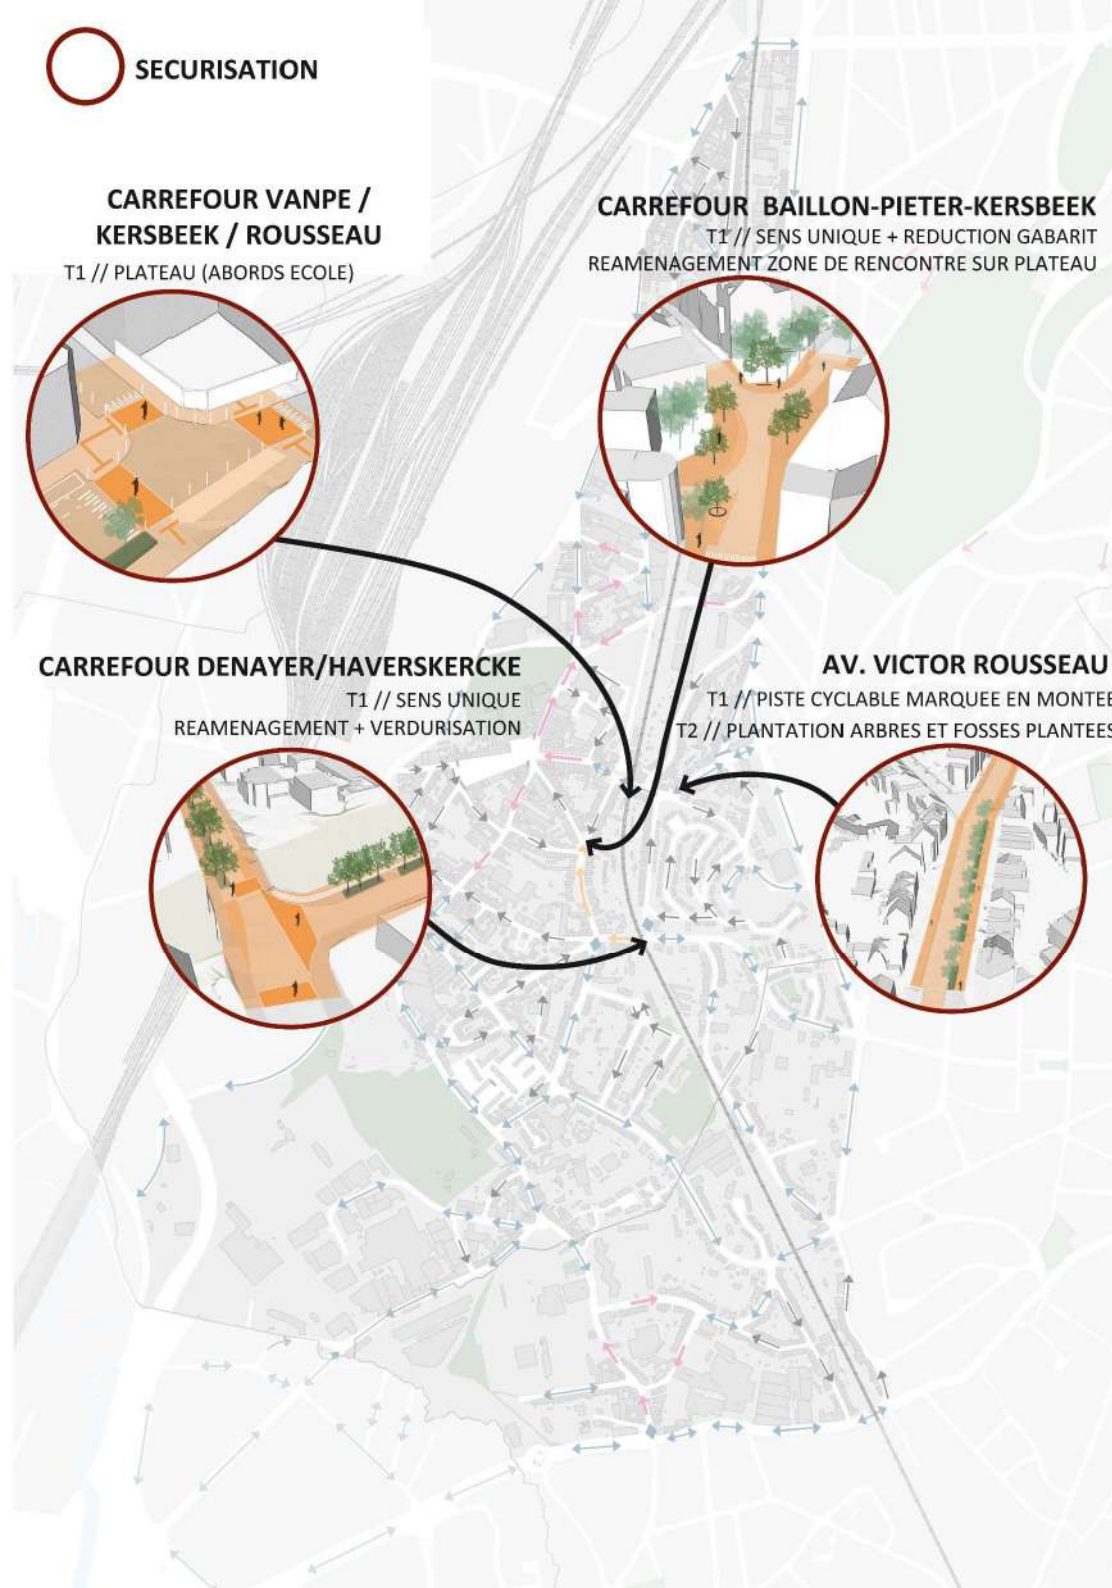 SECURISATION
CARREFOUR VANPE /
KERSBEEK / ROUSSEAU
T1 // PLATEAU (ABORDS ECOLE)
CARREFOUR BAILLON-PIETER-KERSBEEK
T1 // SENS UNIQUE + REDUCTION GABARIT
REAMENAGEMENT ZONE DE RENCONTRE SUR PLATEAU
CARREFOUR DENAYER/HAVERSKERCKE
T1 // SENS UNIQUE
REAMENAGEMENT + VERDURISATION
AV. VICTOR ROUSSEAU
T1 // PISTE CYCLABLE MARQUEE EN MONTEE
T2 // PLANTATION ARBRES ET FOSSES PLANTEES